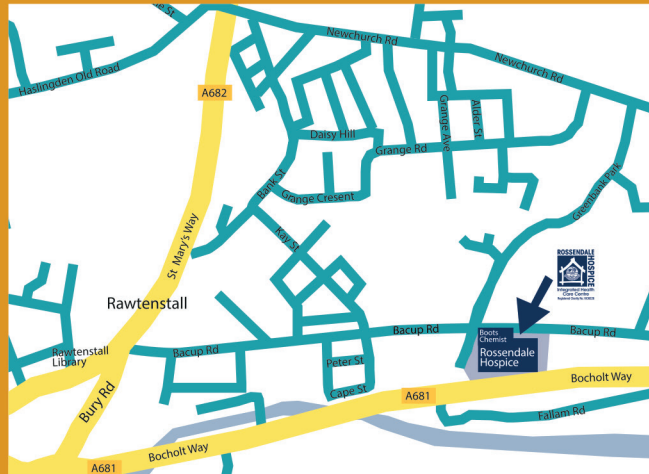 Newchurch Rd
Haslingden Old Road
Newchurch Rd
A682
Alder St
Grange Ave
Daisy Hill
Grange Rd
Bank St
Grange Cresent
Greenbank Park
Kay St
St Mary's Way
ROSSENDALE
HOSPICE
Integrated Health
Care Centre
Rawtenstall
Bacup Rd
Boots
Chemist
Bacup Rd
Rossendale
Hospice
Rawtenstall
Library
Bacup Rd
Peter St
Bocholt Way
Cape St
A681
Bury Rd
Fallam Rd
Bocholt Way
A681